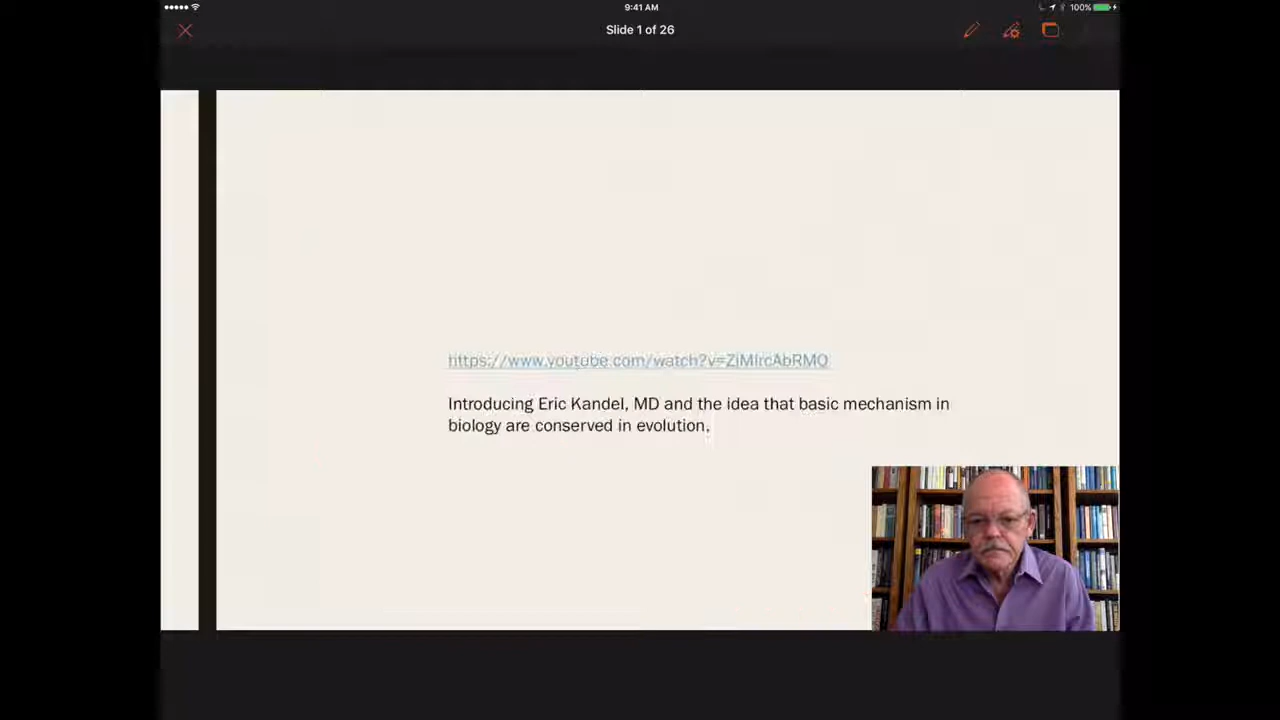 9:41 AM
100%
Slide 1 of 26
https://www.youtube.com/watch?v=ZiMIrcAbRMQ
Introducing Eric Kandel, MD and the idea that basic mechanism in
biology are conserved in evolution.